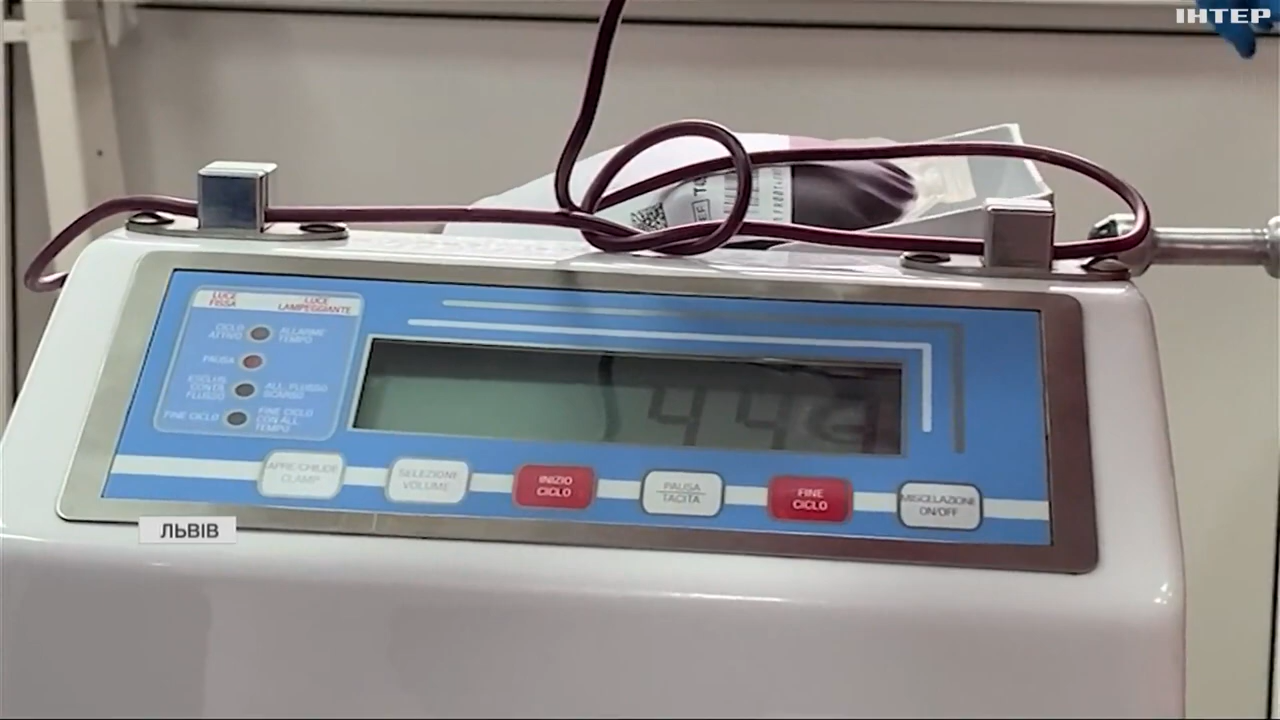 ІНТЕР
LUCE
FISSA
LUCE
LAMPEGGIANTE
CICLO
ATTIVO
ALLARME
TEMPO
PAUSA
ESCLUS.
CON DI
FLUSSO
ALL. FLUSSO
SCARSO
FINE CICLO
FINE CICLO
CON ALL.
TEMPO
449
APRE/CHIUDE
CLAMP
SELEZIONE
VOLUME
INIZIO
CICLO
PAUSA
TACITA
FINE
CICLO
MISCELAZIONE
ON/OFF
ЛЬВІВ